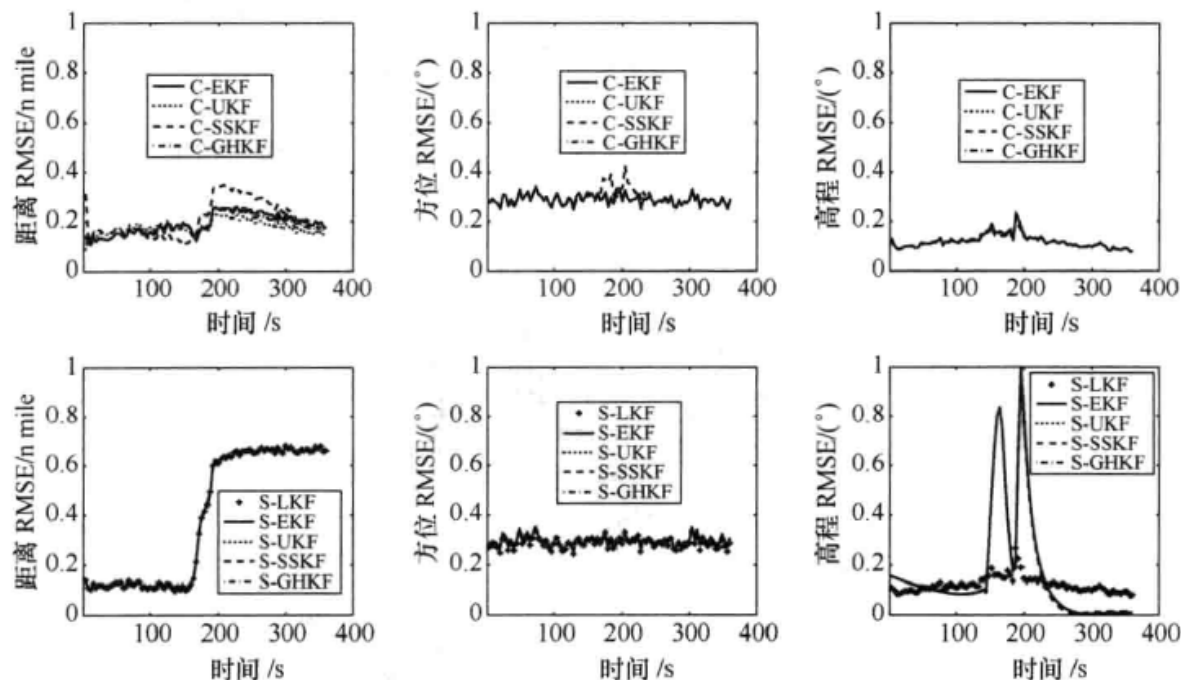 距离 RMSE/n mile
1
0.8
0.6
0.4
0.2
0
C-EKF
C-UKF
C-SSKF
C-GHKF
100 200 300 400
时间 /s
方位 RMSE/(°)
1
0.8
0.6
0.4
0.2
0
C-EKF
C-UKF
C-SSKF
C-GHKF
100 200 300 400
时间 /s
高程 RMSE/(°)
1
0.8
0.6
0.4
0.2
0
C-EKF
C-UKF
C-SSKF
C-GHKF
100 200 300 400
时间 /s
距离 RMSE/n mile
1
0.8
0.6
0.4
0.2
0
S-LKF
S-EKF
S-UKF
S-SSKF
S-GHKF
100 200 300 400
时间 /s
方位 RMSE/(°)
1
0.8
0.6
0.4
0.2
0
S-LKF
S-EKF
S-UKF
S-SSKF
S-GHKF
100 200 300 400
时间 /s
高程 RMSE/(°)
1
0.8
0.6
0.4
0.2
0
S-LKF
S-EKF
S-UKF
S-SSKF
S-GHKF
100 200 300 400
时间 /s